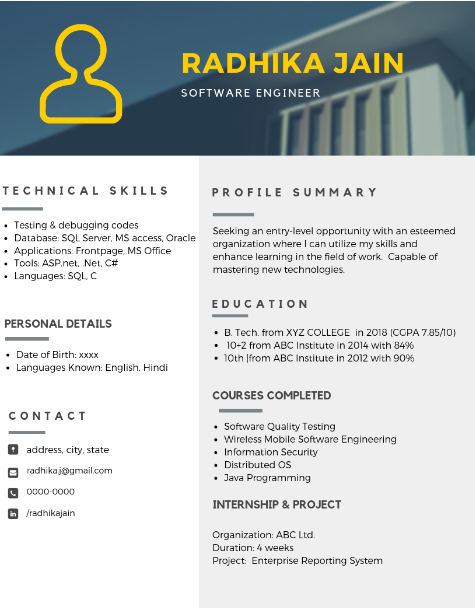 RADHIKA JAIN
SOFTWARE ENGINEER
TECHNICAL SKILLS
• Testing & debugging codes
• Database: SQL Server, MS access, Oracle
• Applications: Frontpage, MS Office
• Tools: ASP.net, .Net, C#
• Languages: SQL, C
PERSONAL DETAILS
• Date of Birth: xxxx
• Languages Known: English, Hindi
CONTACT
address, city, state
radhika.j@gmail.com
0000-0000
/radhikajain
PROFILE SUMMARY
Seeking an entry-level opportunity with an esteemed
organization where I can utilize my skills and
enhance learning in the field of work. Capable of
mastering new technologies.
EDUCATION
• B. Tech. from XYZ COLLEGE in 2018 (CGPA 7.85/10)
• 10+2 from ABC Institute in 2014 with 84%
• 10th |from ABC Institute in 2012 with 90%
COURSES COMPLETED
• Software Quality Testing
• Wireless Mobile Software Engineering
• Information Security
• Distributed OS
• Java Programming
INTERNSHIP & PROJECT
Organization: ABC Ltd.
Duration: 4 weeks
Project: Enterprise Reporting System